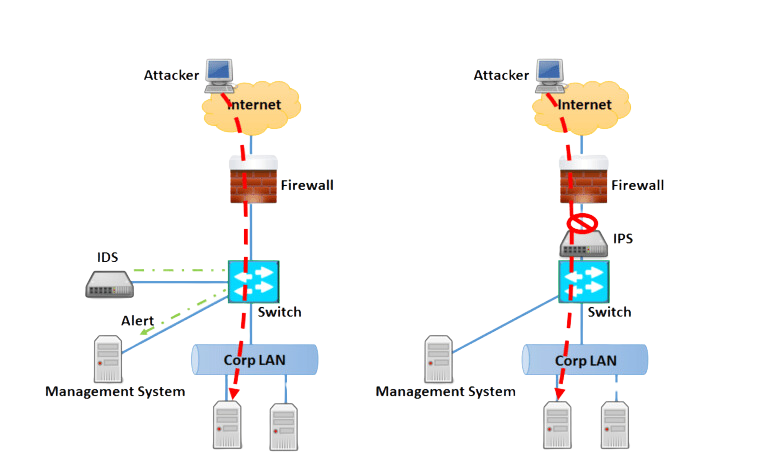 Attacker
Internet
Firewall
IDS
Switch
Alert
Corp LAN
Management System
Attacker
Internet
Firewall
IPS
Switch
Corp LAN
Management System